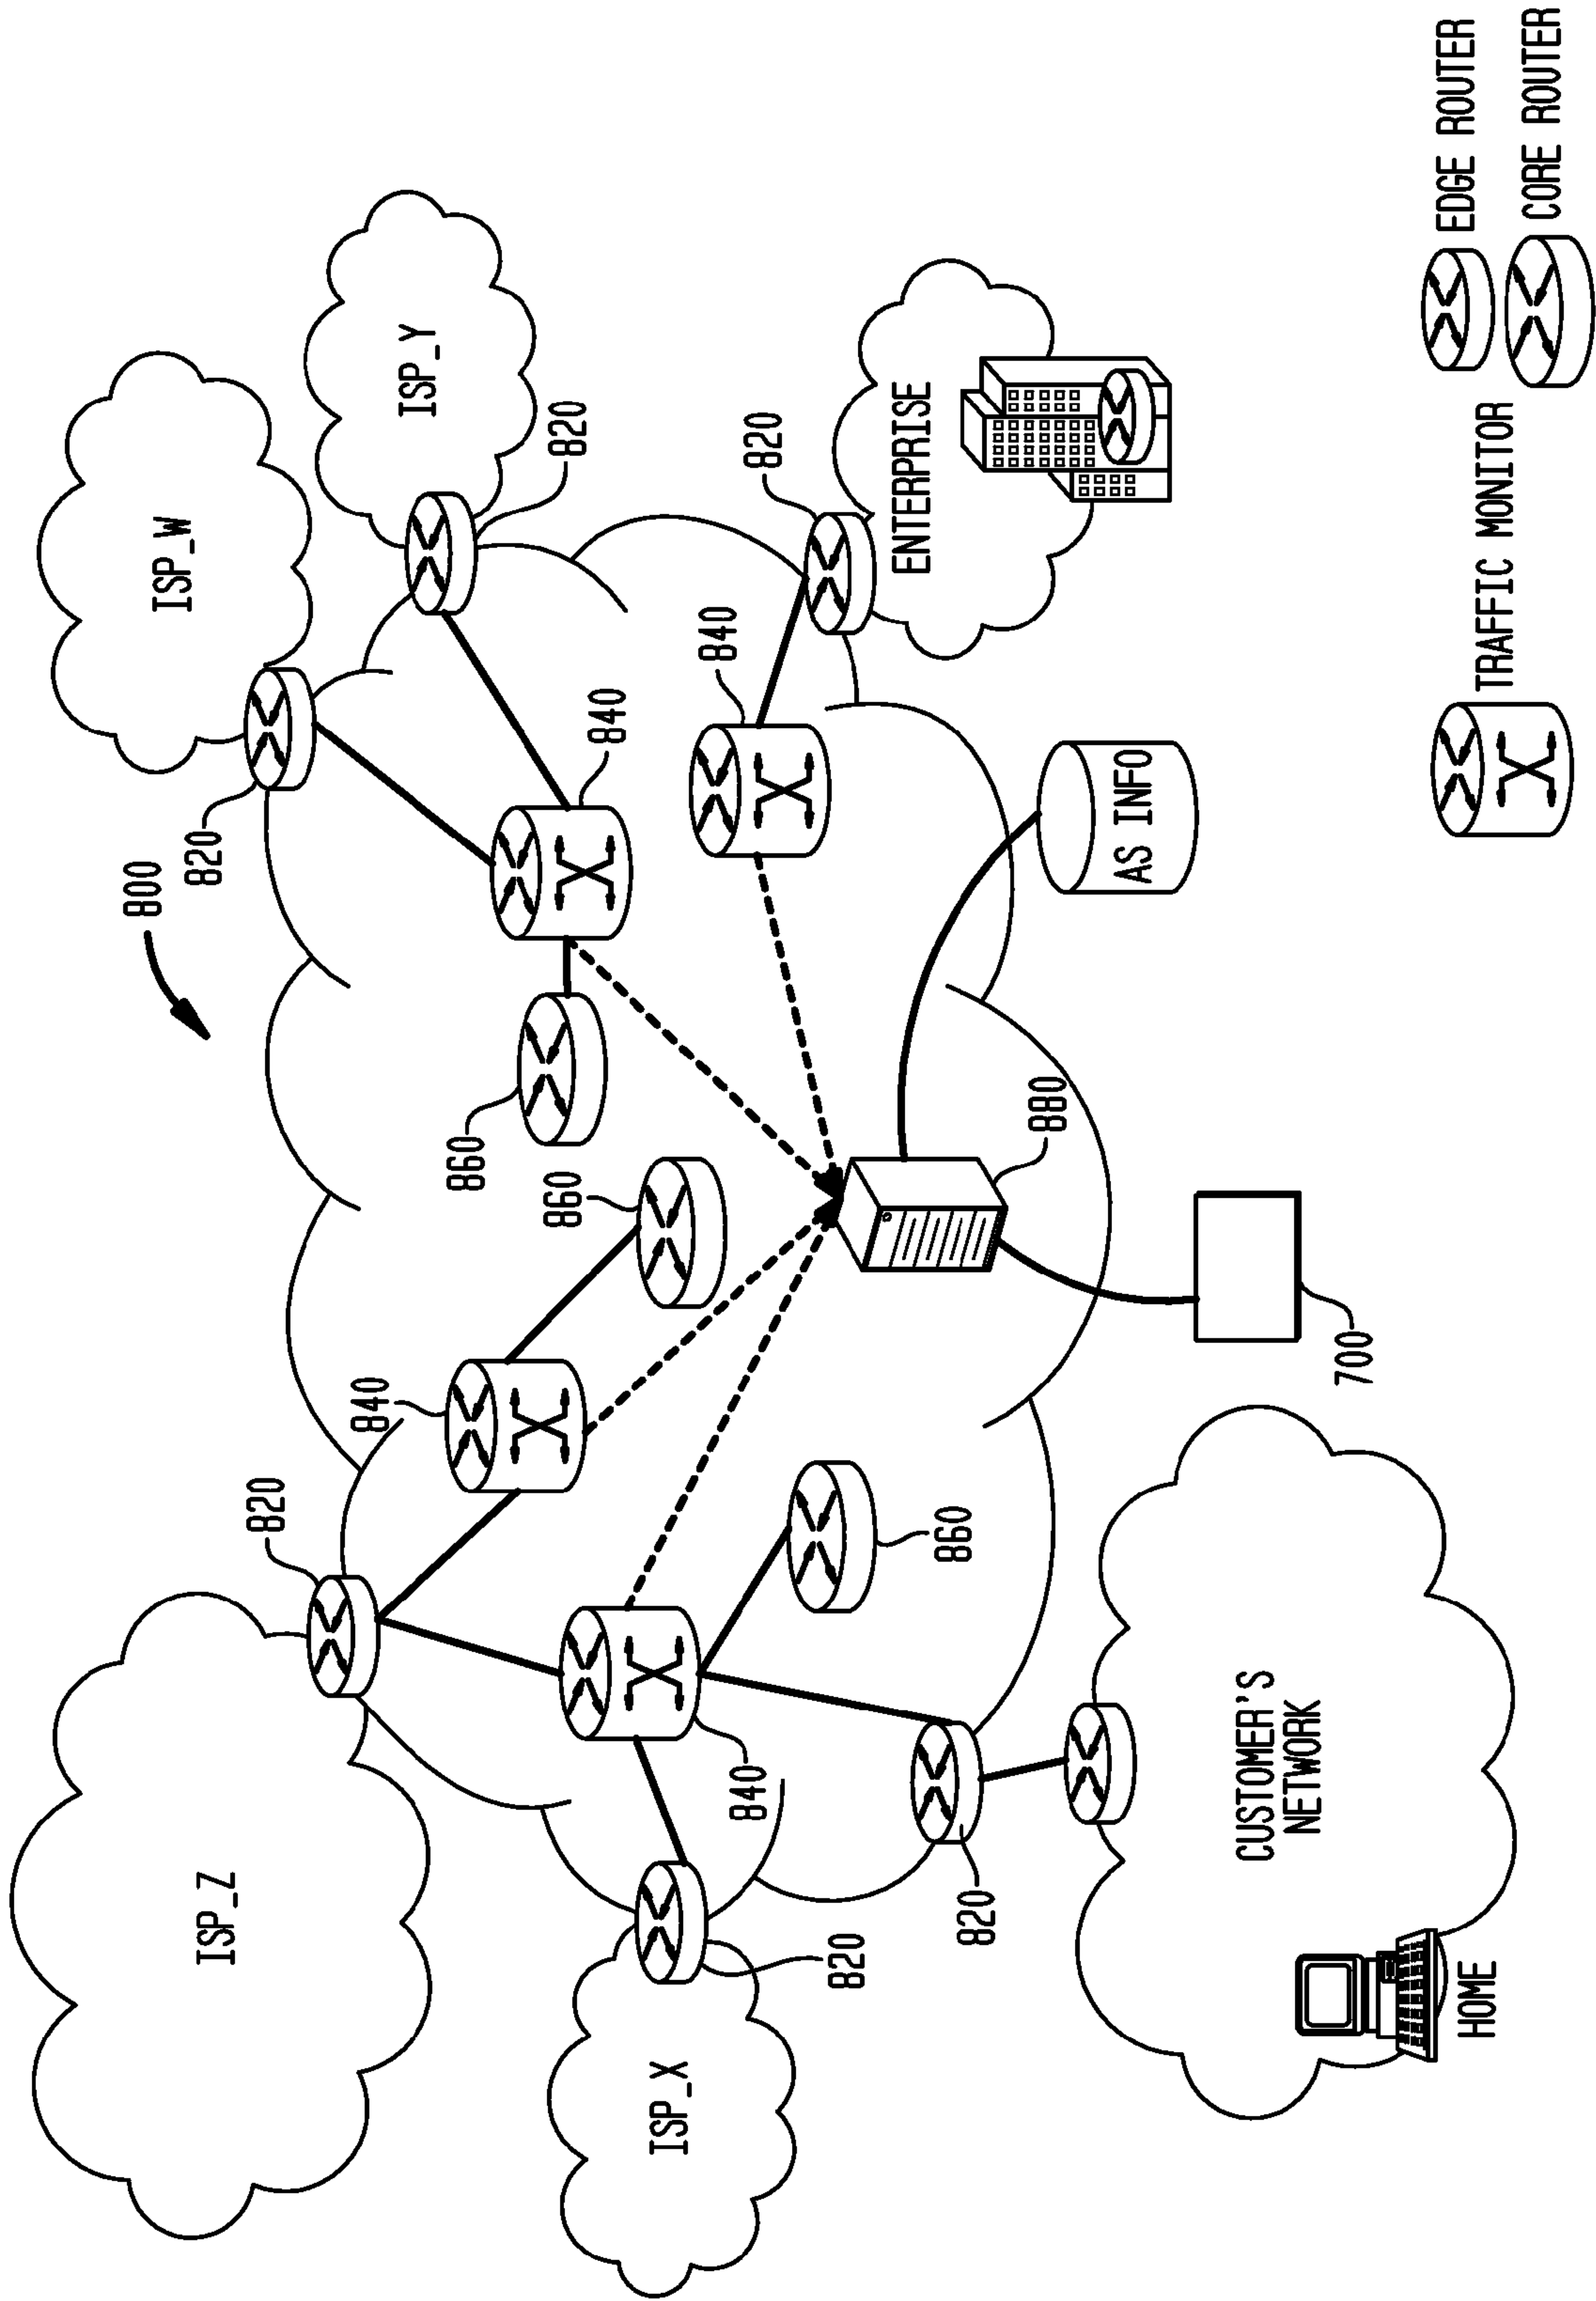 800
ISP_Z
820
ISP_W
820
ISP_Y
820
840
860
840
ISP_X
820
840
860
860
840
820
ENTERPRISE
820
880
AS INFO
700
CUSTOMER'S
NETWORK
HOME
TRAFFIC MONITOR
EDGE ROUTER
CORE ROUTER